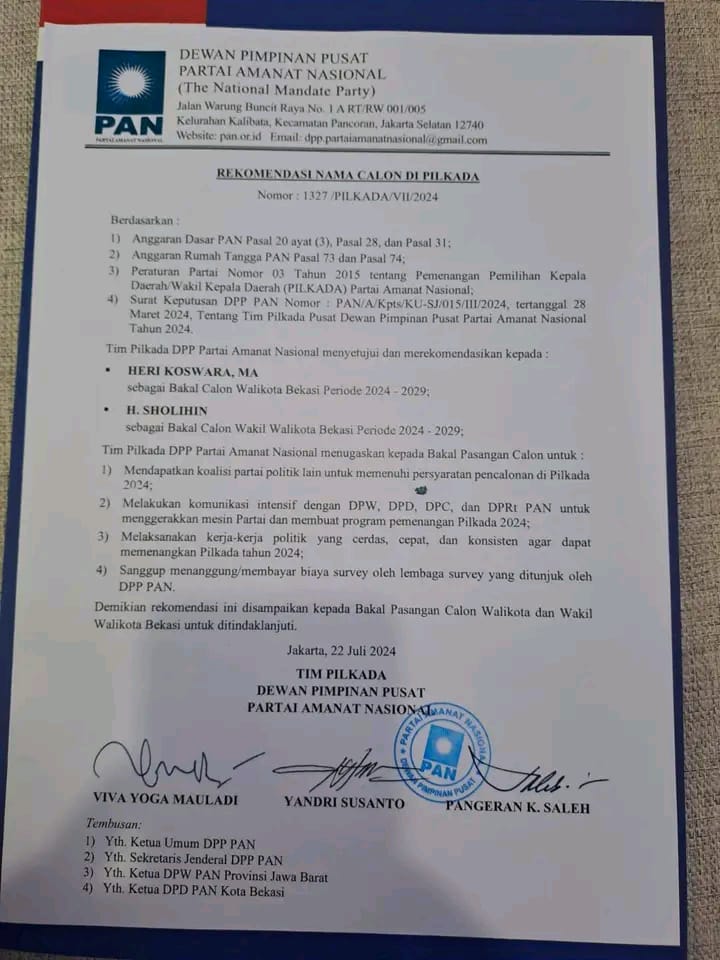 PAN
PARTAI AMANAT NASIONAL
DEWAN PIMPINAN PUSAT
PARTAI AMANAT NASIONAL
(The National Mandate Party)
Jalan Warung Buncit Raya No. 1 A RT/RW 001/005
Kelurahan Kalibata, Kecamatan Pancoran, Jakarta Selatan 12740
Website: pan.or.id Email: dpp.partaiamanatnasional@gmail.com
REKOMENDASI NAMA CALON DI PILKADA
Nomor : 1327 /PILKADA/VII/2024
Berdasarkan :
1) Anggaran Dasar PAN Pasal 20 ayat (3), Pasal 28, dan Pasal 31;
2) Anggaran Rumah Tangga PAN Pasal 73 dan Pasal 74;
3) Peraturan Partai Nomor 03 Tahun 2015 tentang Pemenangan Pemilihan Kepala
Daerah/Wakil Kepala Daerah (PILKADA) Partai Amanat Nasional;
4) Surat Keputusan DPP PAN Nomor : PAN/A/Kpts/KU-SJ/015/III/2024, tertanggal 28
Maret 2024, Tentang Tim Pilkada Pusat Dewan Pimpinan Pusat Partai Amanat Nasional
Tahun 2024.
Tim Pilkada DPP Partai Amanat Nasional menyetujui dan merekomendasikan kepada :
▪ HERI KOSWARA, MA
sebagai Bakal Calon Walikota Bekasi Periode 2024 - 2029;
▪ H. SHOLIHIN
sebagai Bakal Calon Wakil Walikota Bekasi Periode 2024 - 2029;
Tim Pilkada DPP Partai Amanat Nasional menugaskan kepada Bakal Pasangan Calon untuk :
1) Mendapatkan koalisi partai politik lain untuk memenuhi persyaratan pencalonan di Pilkada
2024;
2) Melakukan komunikasi intensif dengan DPW, DPD, DPC, dan DPRt PAN untuk
menggerakkan mesin Partai dan membuat program pemenangan Pilkada 2024;
3) Melaksanakan kerja-kerja politik yang cerdas, cepat, dan konsisten agar dapat
memenangkan Pilkada tahun 2024;
4) Sanggup menanggung/membayar biaya survey oleh lembaga survey yang ditunjuk oleh
DPP PAN.
Demikian rekomendasi ini disampaikan kepada Bakal Pasangan Calon Walikota dan Wakil
Walikota Bekasi untuk ditindaklanjuti.
Jakarta, 22 Juli 2024
TIM PILKADA
DEWAN PIMPINAN PUSAT
PARTAI AMANAT NASIONAL
PARTAI AMANAT NASIONAL
PAN
DEWAN PIMPINAN PUSAT
VIVA YOGA MAULADI YANDRI SUSANTO PANGERAN K. SALEH
Tembusan:
1) Yth. Ketua Umum DPP PAN
2) Yth. Sekretaris Jenderal DPP PAN
3) Yth. Ketua DPW PAN Provinsi Jawa Barat
4) Yth. Ketua DPD PAN Kota Bekasi